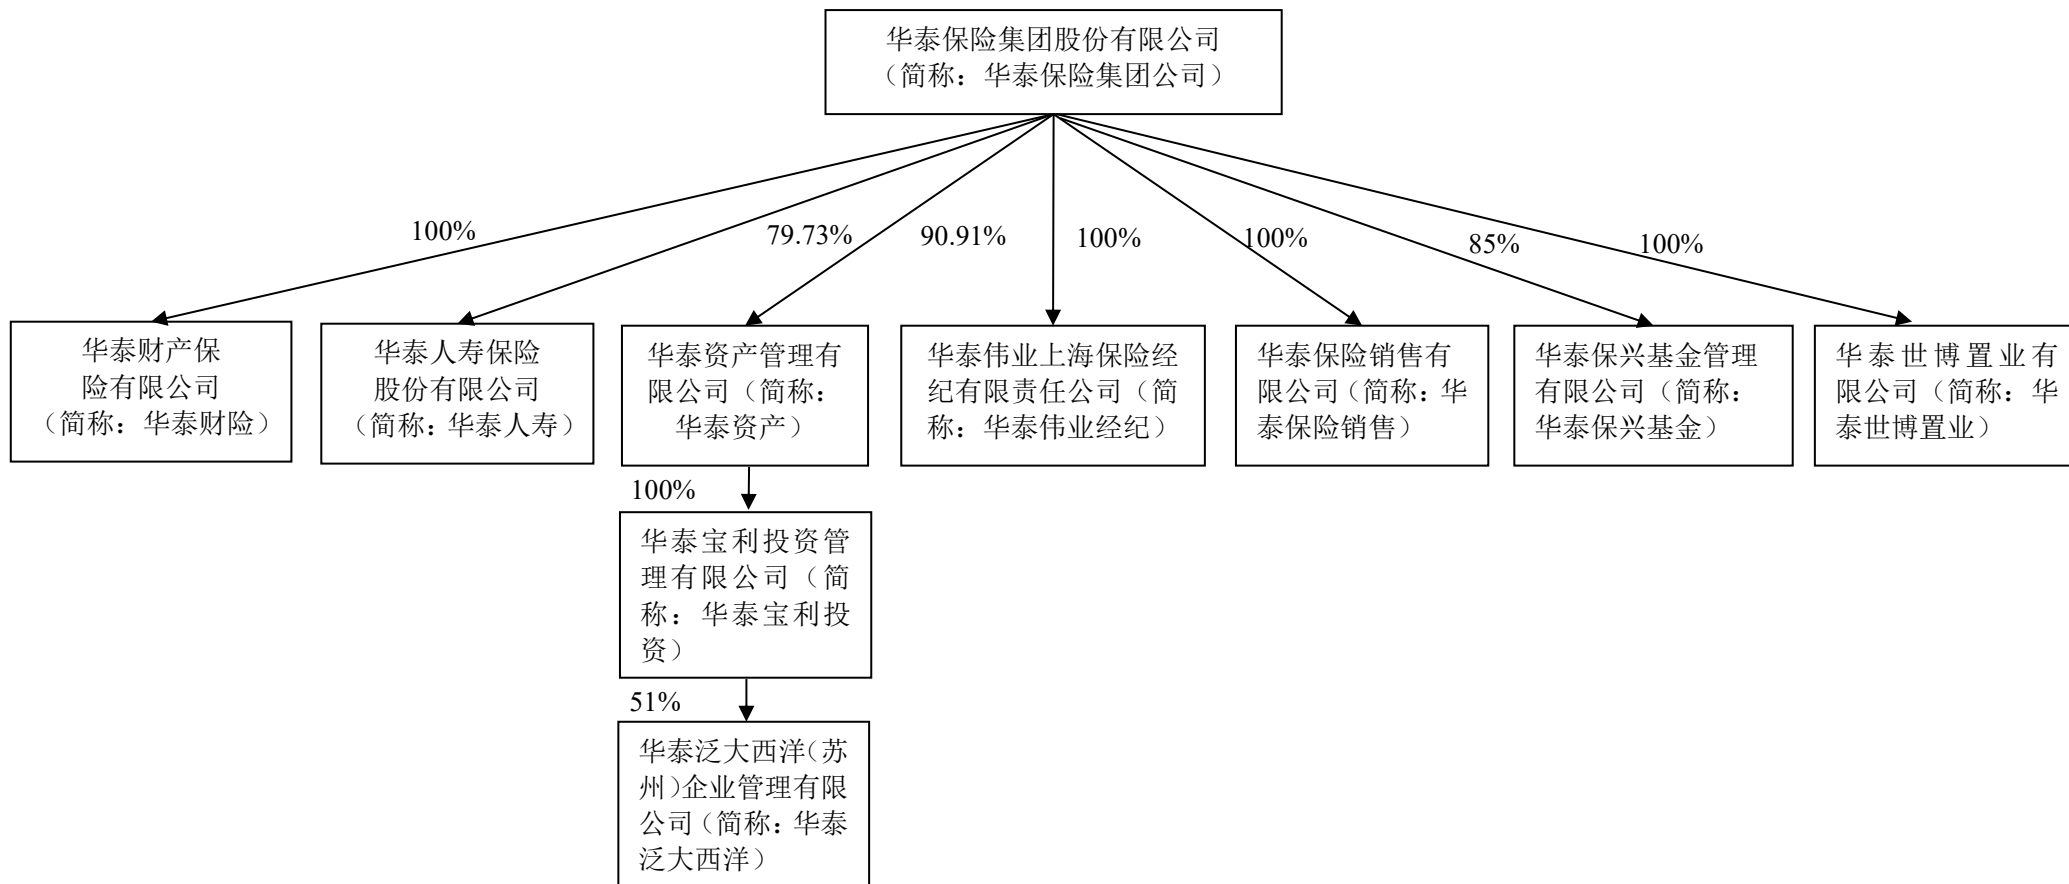 华泰保险集团股份有限公司
（简称：华泰保险集团公司）
100%
79.73%
90.91%
100%
100%
85%
100%
华泰财产保
险有限公司
（简称：华泰财险）
华泰人寿保险
股份有限公司
（简称：华泰人寿）
华泰资产管理有
限公司（简称：
华泰资产）
华泰伟业上海保险经
纪有限责任公司（简
称：华泰伟业经纪）
华泰保险销售有
限公司（简称：华
泰保险销售）
华泰保兴基金管理
有限公司（简称：
华泰保兴基金）
华泰世博置业有
限公司（简称：华
泰世博置业）
100%
华泰宝利投资管
理有限公司（简
称：华泰宝利投
资）
51%
华泰泛大西洋（苏
州）企业管理有限
公司（简称：华泰
泛大西洋）